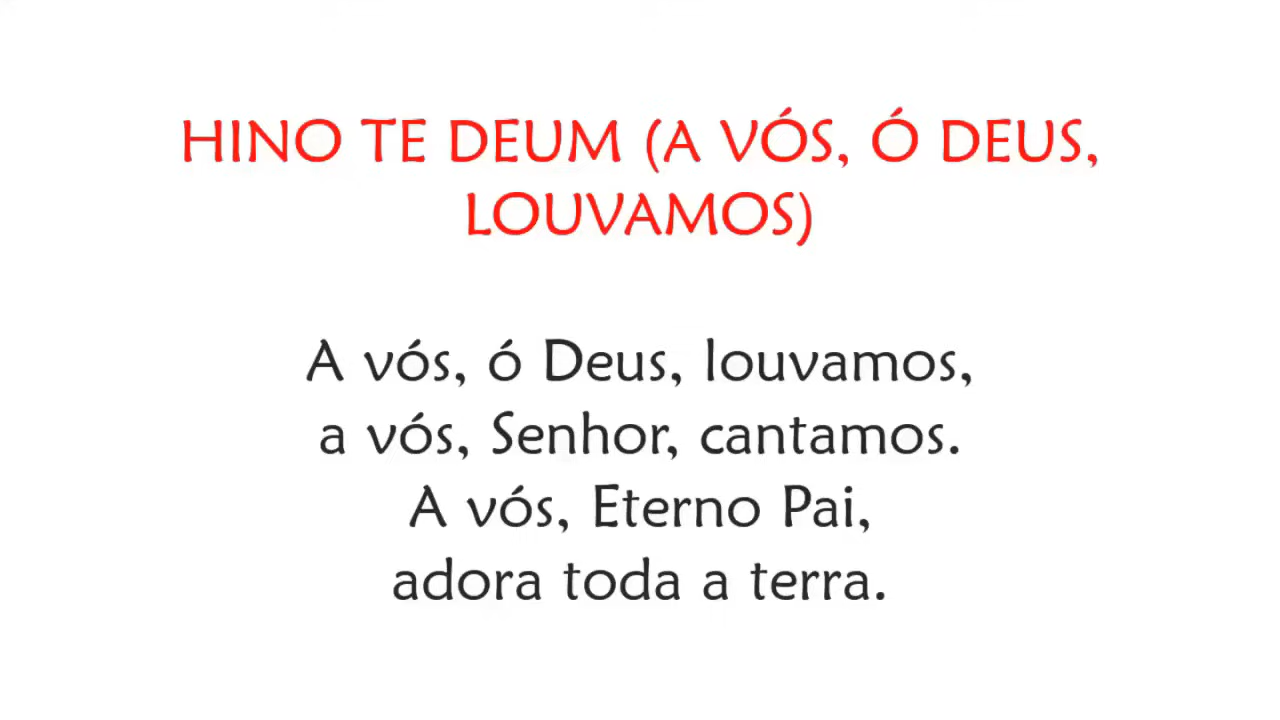 HINO TE DEUM (A VÓS, Ó DEUS,
LOUVAMOS)
A vós, ó Deus, louvamos,
a vós, Senhor, cantamos.
A vós, Eterno Pai,
adora toda a terra.